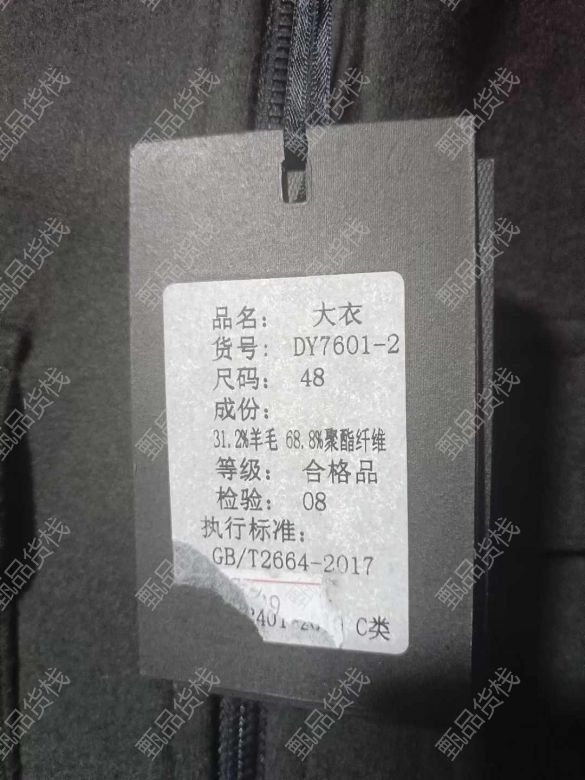 品名： 大衣
货号: DY7601-2
尺码： 48
成份：
31.2%羊毛 68.8%聚酯纤维
等级： 合格品
检验： 08
执行标准：
GB/T2664-2017
C类
甄品货栈